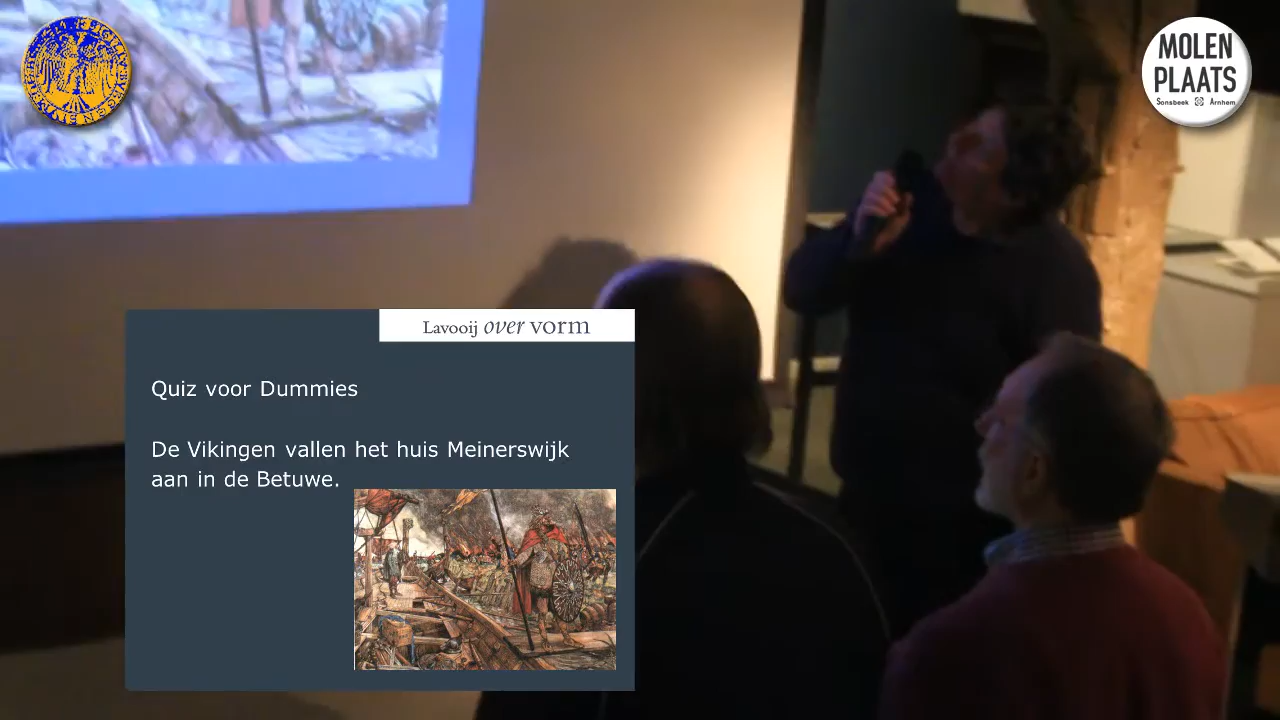 MOLEN
PLAATS
Sonsbeek Arnhem
Lavooij over vorm
Quiz voor Dummies
De Vikingen vallen het huis Meinerswijk
aan in de Betuwe.